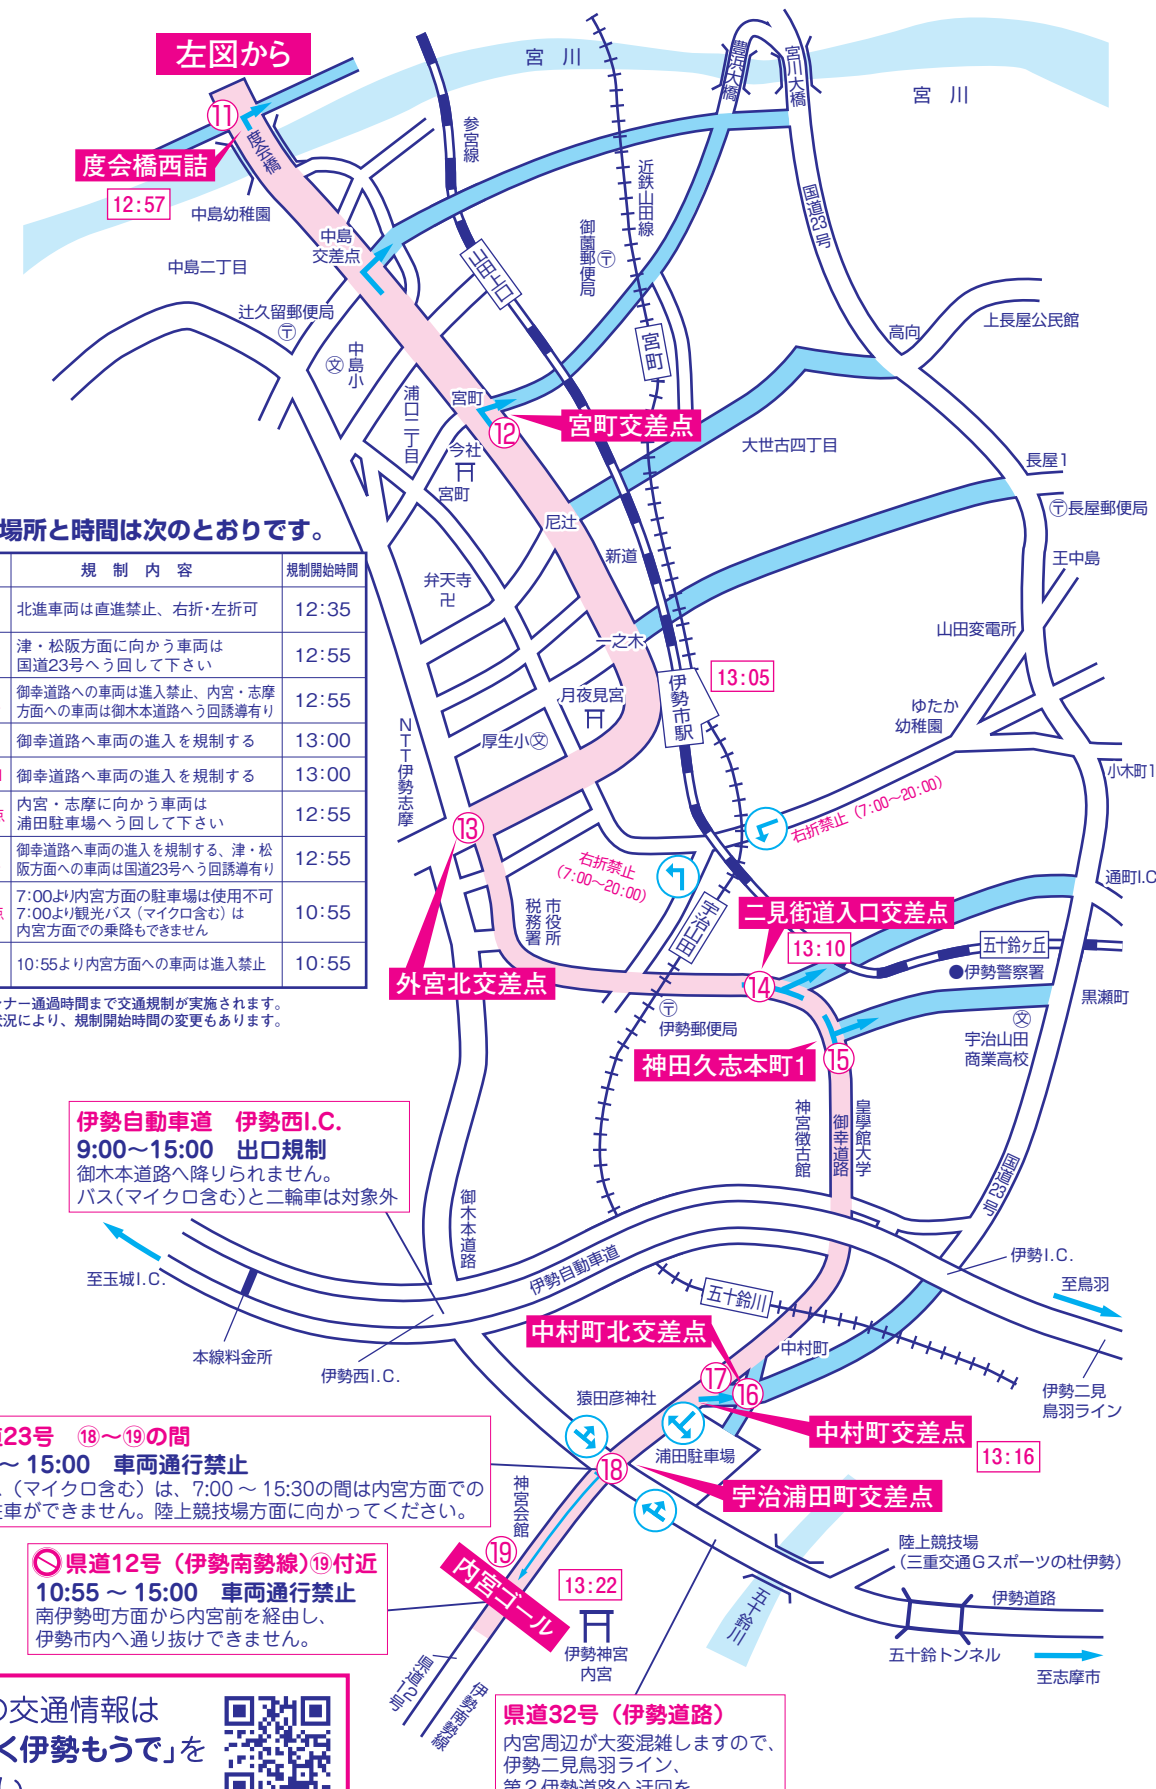 左図から
宮川
宮川
豊浜大橋
宮川大橋
⑪
度会橋
度会橋西詰
12:57
中島幼稚園
参宮線
近鉄山田線
国道23号
中島
交差点
中島二丁目
御薗郵便局
〒
山田上口
辻久留郵便局
〒
高向
上長屋公民館
宮町
文
中島小
浦口二丁目
宮町
⑫
宮町交差点
今社
宮町
大世古四丁目
長屋1
〒長屋郵便局
尼辻
新道
王中島
場所と時間は次のとおりです。
規制内容
規制開始時間
北進車両は直進禁止、右折・左折可
12:35
津・松阪方面に向かう車両は
国道23号へう回して下さい
12:55
御幸道路への車両は進入禁止、内宮・志摩
方面への車両は御木本道路へう回誘導有り
12:55
御幸道路へ車両の進入を規制する
13:00
御幸道路へ車両の進入を規制する
13:00
点
内宮・志摩に向かう車両は
浦田駐車場へう回して下さい
12:55
御幸道路へ車両の進入を規制する、津・松
阪方面への車両は国道23号へう回誘導有り
12:55
点
7:00より内宮方面の駐車場は使用不可
7:00より観光バス(マイクロ含む)は
内宮方面での乗降もできません
10:55
10:55より内宮方面への車両は進入禁止
10:55
ナー通過時間まで交通規制が実施されます。
状況により、規制開始時間の変更もあります。
弁天寺
卍
一之木
山田変電所
月夜見宮
伊勢市駅
13:05
ゆたか
幼稚園
NTT伊勢志摩
厚生小文
小木町1
⑬
右折禁止(7:00〜20:00)
右折禁止
(7:00〜20:00)
通町I.C
市役所
税務署
宇治山田
二見街道入口交差点
13:10
五十鈴ヶ丘
●伊勢警察署
外宮北交差点
⑭
黒瀬町
〒
伊勢郵便局
文
宇治山田
商業高校
神田久志本町1
⑮
神宮徴古館
御幸道路
皇學館大学
伊勢自動車道 伊勢西I.C.
9:00〜15:00 出口規制
御木本道路へ降りられません。
バス(マイクロ含む)と二輪車は対象外
国道23号
御木本道路
伊勢自動車道
伊勢I.C.
至玉城I.C.
至鳥羽
五十鈴川
本線料金所
伊勢西I.C.
中村町北交差点
中村町
⑰
⑯
伊勢二見
鳥羽ライン
猿田彦神社
中村町交差点
13:16
浦田駐車場
道23号 ⑱〜⑲の間
〜 15:00 車両通行禁止
ス(マイクロ含む)は、7:00 〜 15:30の間は内宮方面での
駐車ができません。陸上競技場方面に向かってください。
⑱
宇治浦田町交差点
神宮会館
陸上競技場
(三重交通Gスポーツの杜伊勢)
県道12号(伊勢南勢線)⑲付近
10:55 〜 15:00 車両通行禁止
南伊勢町方面から内宮前を経由し、
伊勢市内へ通り抜けできません。
⑲
内宮ゴール
13:22
伊勢神宮
内宮
五十鈴川
伊勢道路
五十鈴トンネル
至志摩市
県道12号
伊勢南勢線
の交通情報は
く伊勢もうで」を
い
県道32号(伊勢道路)
内宮周辺が大変混雑しますので、
伊勢二見鳥羽ライン、
第2伊勢道路へ迂回を